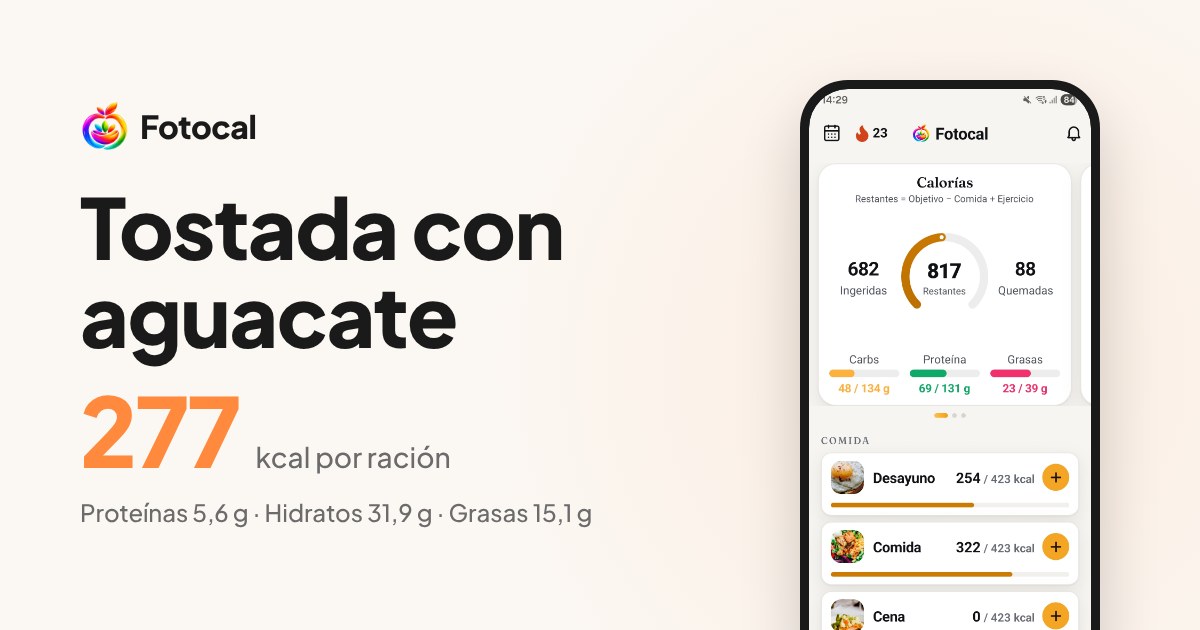 Fotocal
Tostada con
aguacate
277 kcal por ración
Proteínas 5,6 g · Hidratos 31,9 g · Grasas 15,1 g
14:29
84
23
Fotocal
Calorías
Restantes = Objetivo − Comida + Ejercicio
682
Ingeridas
817
Restantes
88
Quemadas
Carbs
48 / 134 g
Proteína
69 / 131 g
Grasas
23 / 39 g
COMIDA
Desayuno 254 / 423 kcal +
Comida 322 / 423 kcal +
Cena 0 / 423 kcal +